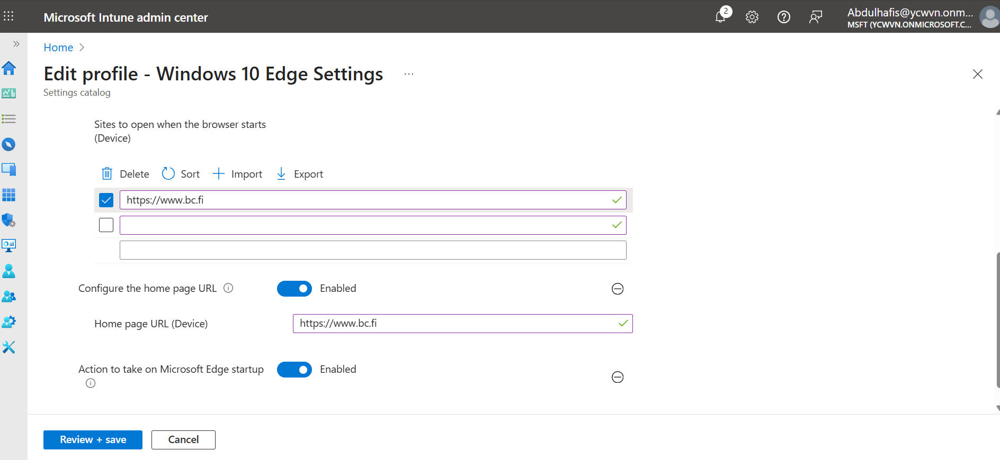 Microsoft Intune admin center
2
Abdulhafis@ycwvn.onm...
MSFT (YCWVN.ONMICROSOFT.C...
Home
Edit profile - Windows 10 Edge Settings
Settings catalog
Sites to open when the browser starts
(Device)
Delete Sort Import Export
https://www.bc.fi
Configure the home page URL Enabled
Home page URL (Device) https://www.bc.fi
Action to take on Microsoft Edge startup Enabled
Review + save Cancel